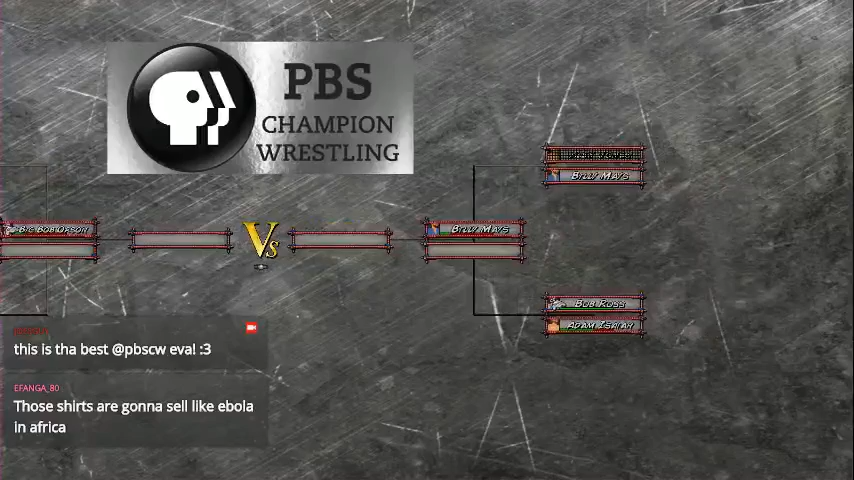 PBS
CHAMPION
WRESTLING
BILLY MAYS
BIG BOB ORSON
Vs
BILLY MAYS
BOB ROSS
ADAM ISAIAH
this is tha best @pbscw eva! :3
EFANGA_80
Those shirts are gonna sell like ebola
in africa